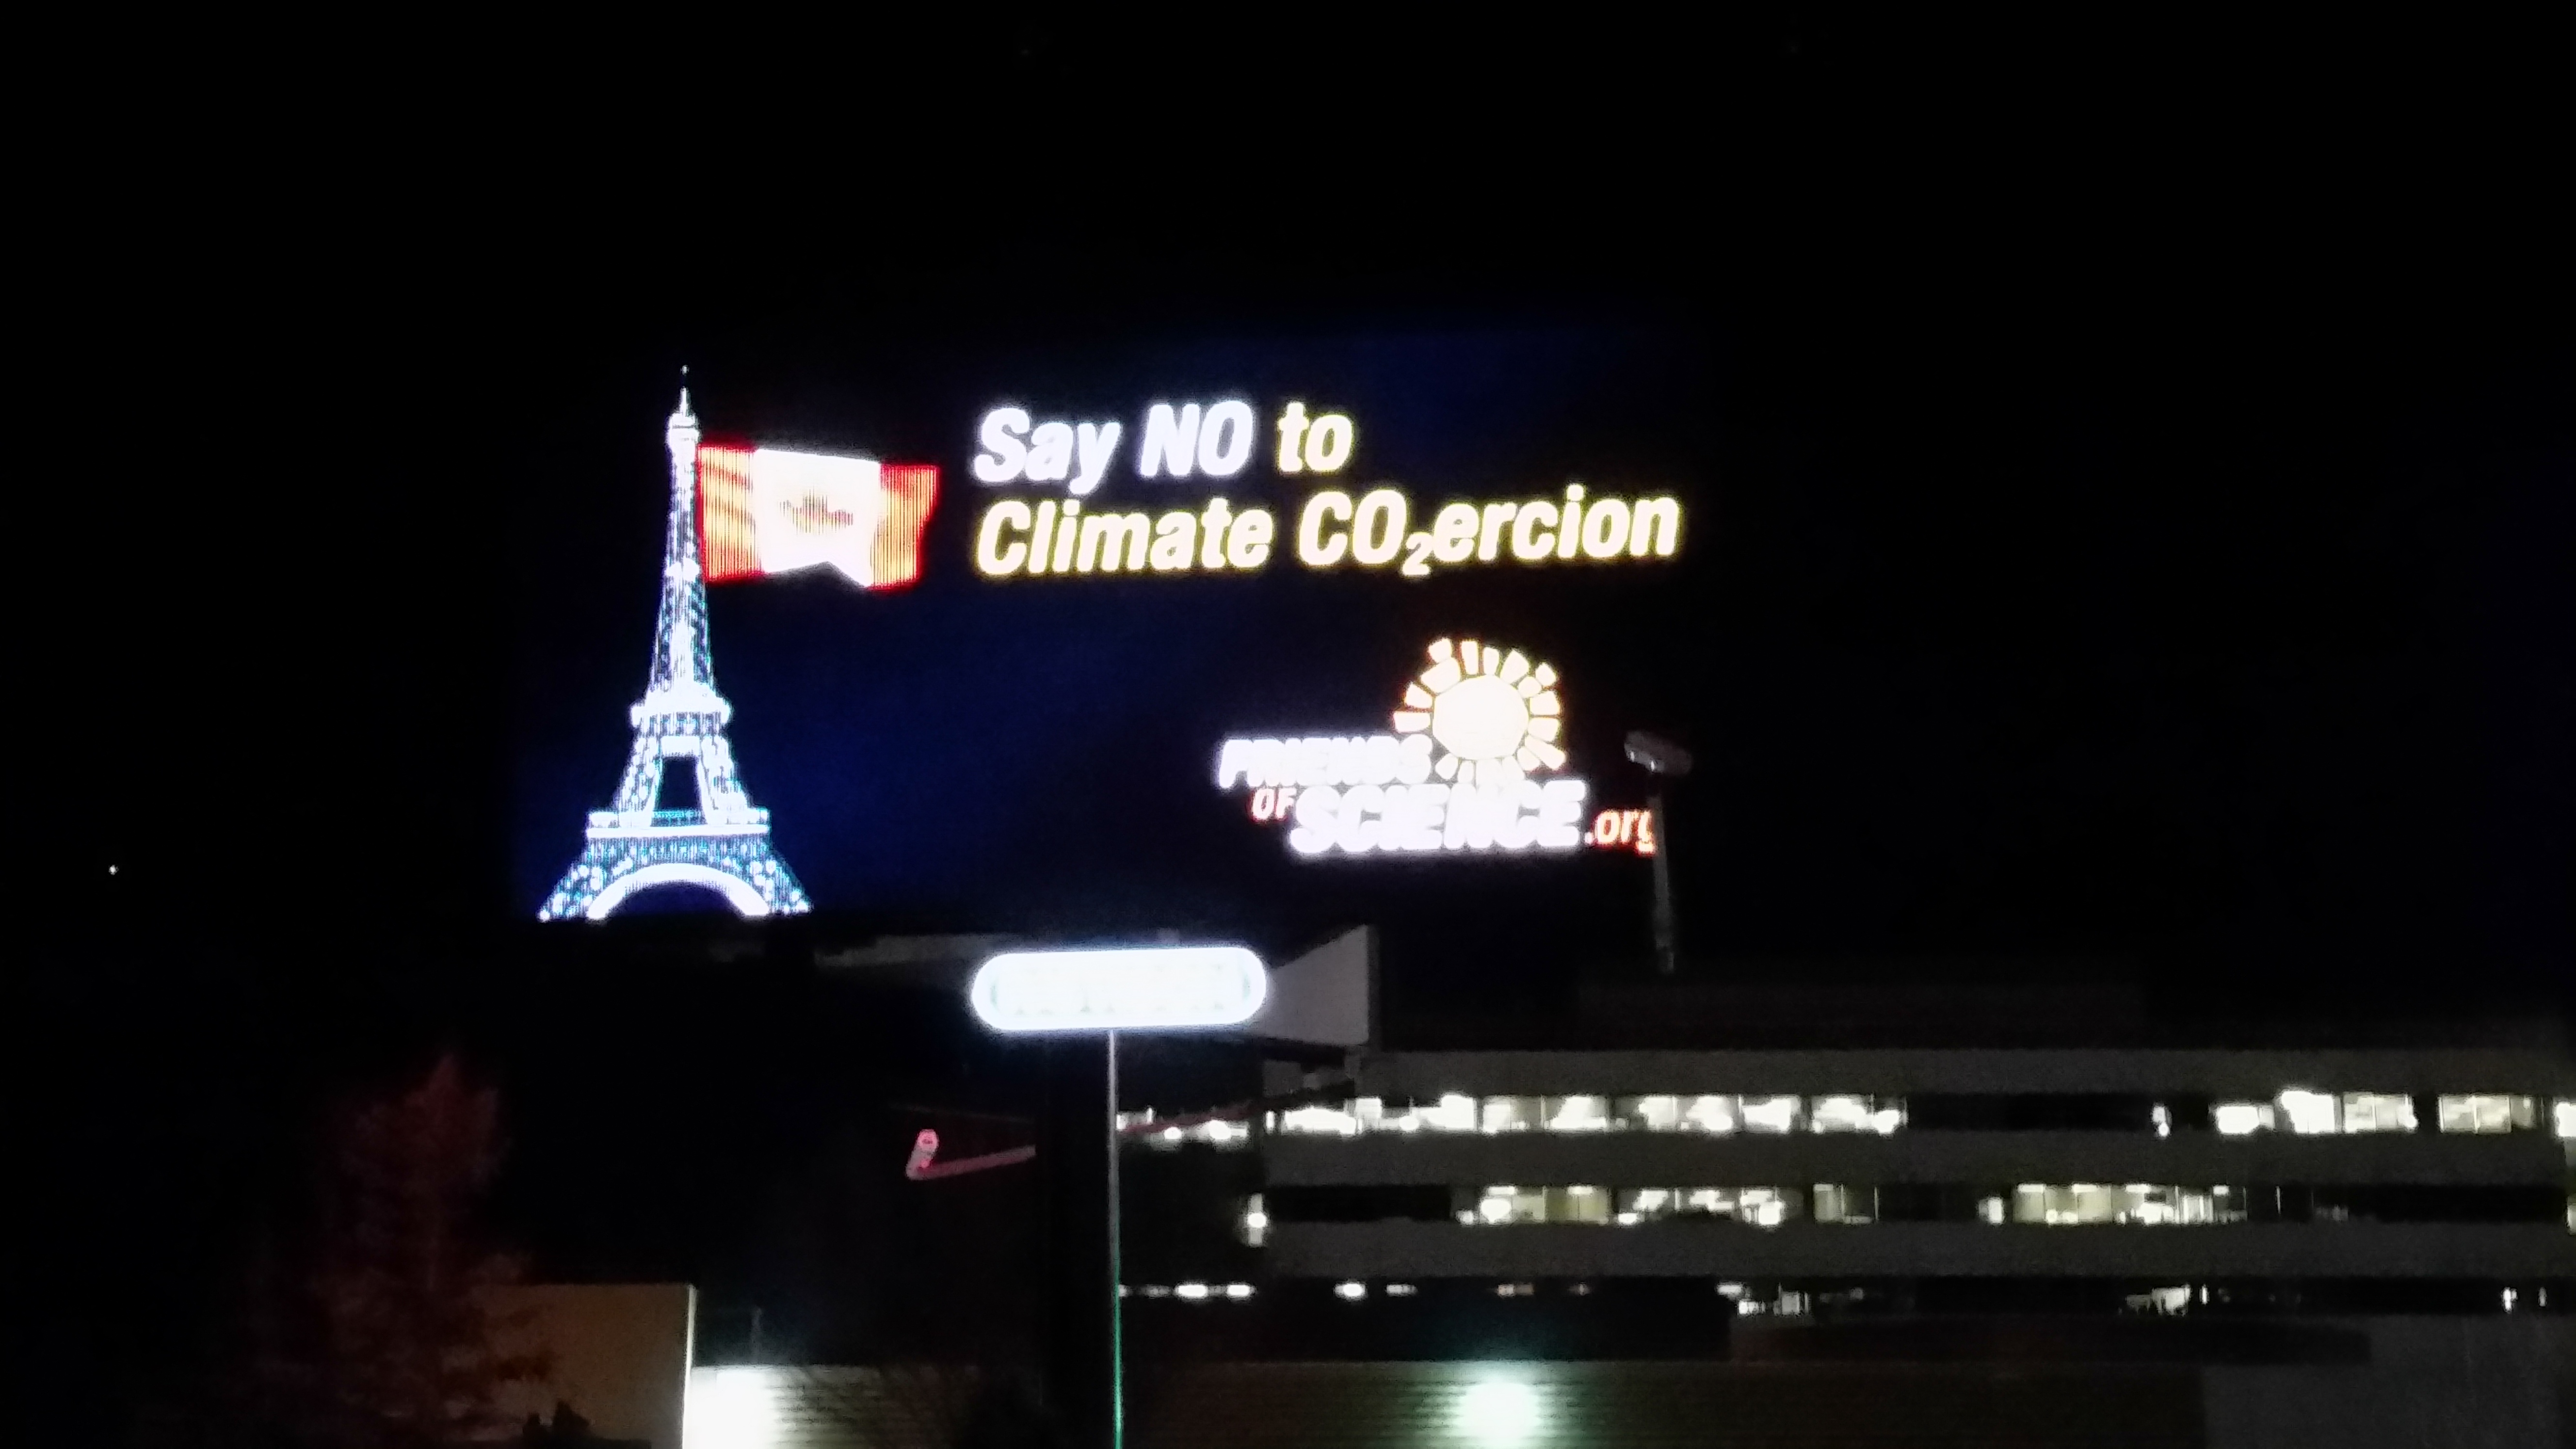 Say NO to
Climate CO₂ercion
FRIENDS
OF SCIENCE.org